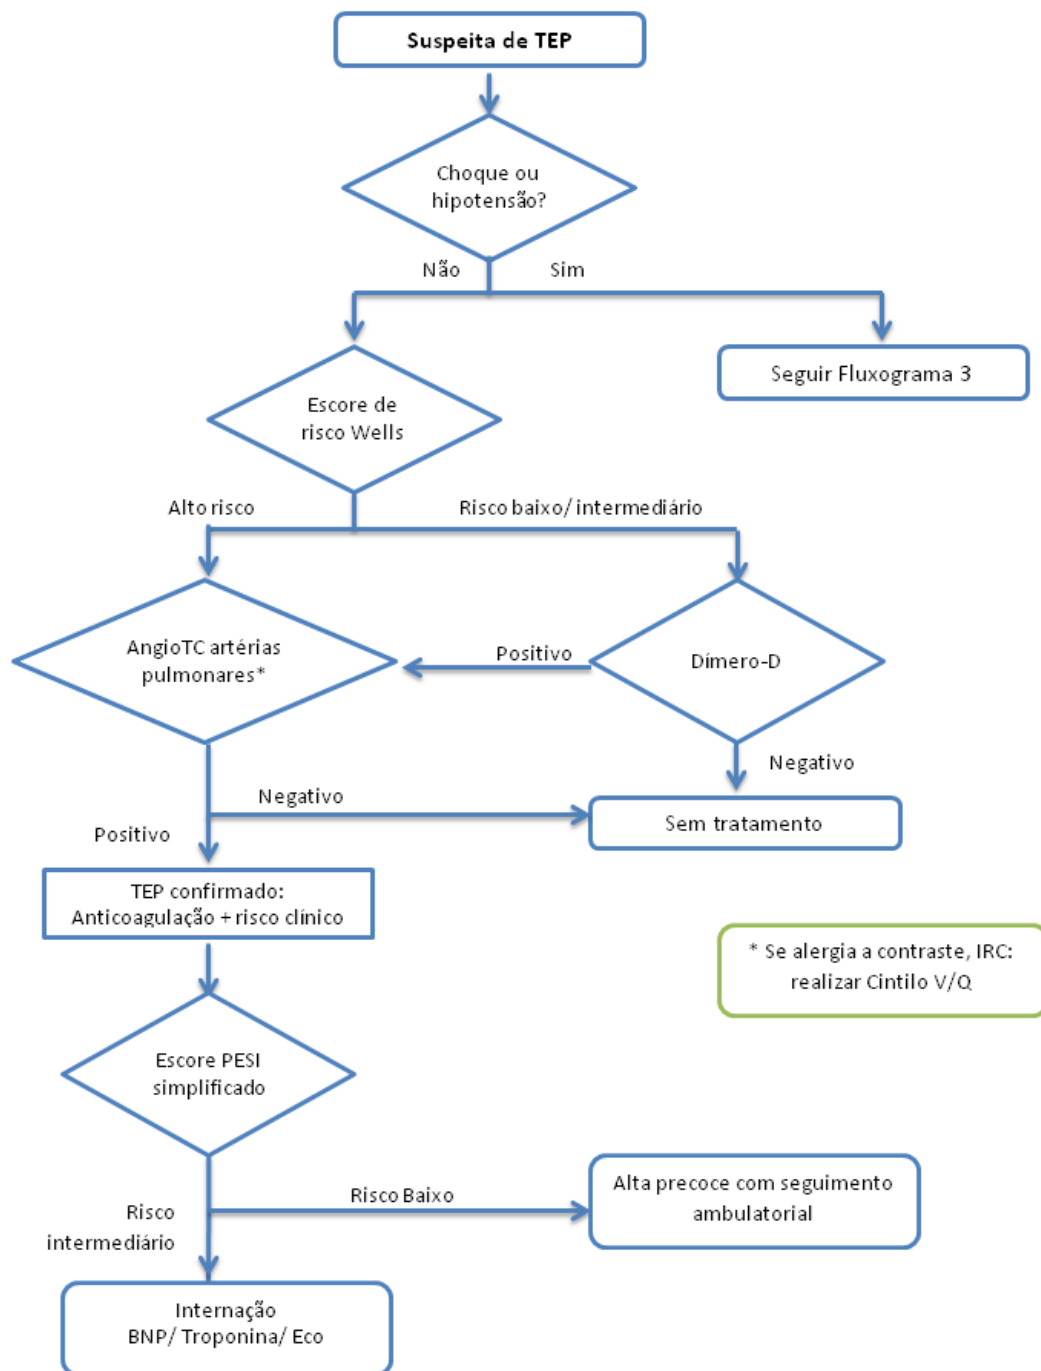 Suspeita de TEP
Choque ou
hipotensão?
Não
Sim
Seguir Fluxograma 3
Escore de
risco Wells
Alto risco
Risco baixo/ intermediário
AngioTC artérias
pulmonares*
Positivo
Dímero-D
Negativo
Negativo
Sem tratamento
Positivo
TEP confirmado:
Anticoagulação + risco clínico
* Se alergia a contraste, IRC:
realizar Cintilo V/Q
Escore PESI
simplificado
Risco Baixo
Alta precoce com seguimento
ambulatorial
Risco
intermediário
Internação
BNP/ Troponina/ Eco